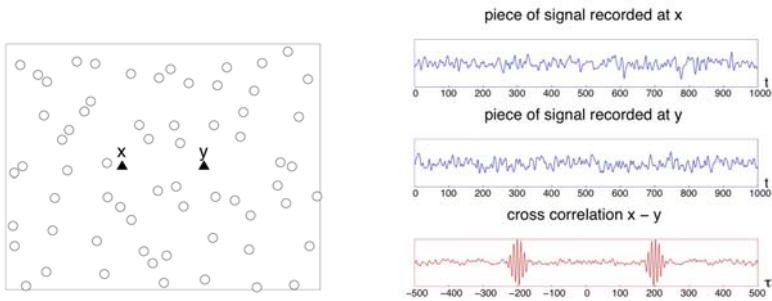 x
y
piece of signal recorded at x
0 100 200 300 400 500 600 700 800 900 1000
t
piece of signal recorded at y
0 100 200 300 400 500 600 700 800 900 1000
t
cross correlation x − y
−500 −400 −300 −200 −100 0 100 200 300 400 500
τ